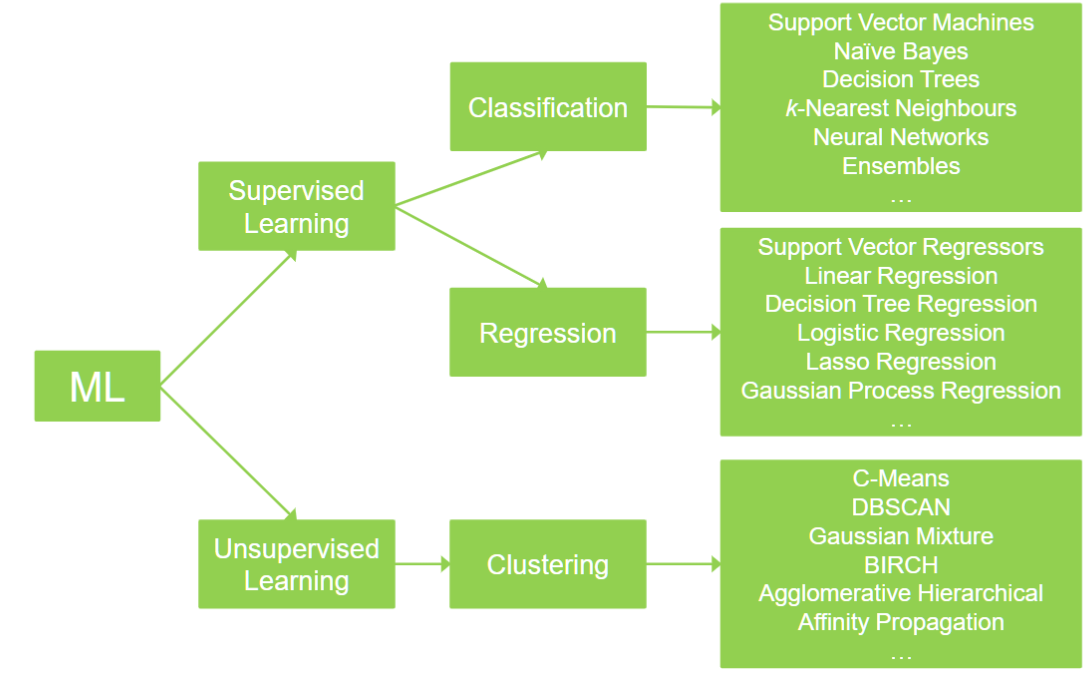 ML
Supervised
Learning
Unsupervised
Learning
Classification
Regression
Clustering
Support Vector Machines
Naïve Bayes
Decision Trees
k-Nearest Neighbours
Neural Networks
Ensembles
…
Support Vector Regressors
Linear Regression
Decision Tree Regression
Logistic Regression
Lasso Regression
Gaussian Process Regression
…
C-Means
DBSCAN
Gaussian Mixture
BIRCH
Agglomerative Hierarchical
Affinity Propagation
…